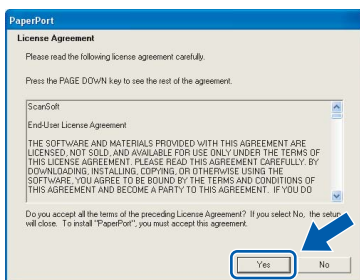 PaperPort
License Agreement
Please read the following license agreement carefully.
Press the PAGE DOWN key to see the rest of the agreement.
ScanSoft
End-User License Agreement
THE SOFTWARE AND MATERIALS PROVIDED WITH THIS AGREEMENT ARE
LICENSED, NOT SOLD, AND AVAILABLE FOR USE ONLY UNDER THE TERMS OF
THIS LICENSE AGREEMENT. PLEASE READ THIS AGREEMENT CAREFULLY. BY
DOWNLOADING, INSTALLING, COPYING, OR OTHERWISE USING THE
SOFTWARE, YOU AGREE TO BE BOUND BY THE TERMS AND CONDITIONS OF
THIS AGREEMENT AND BECOME A PARTY TO THIS AGREEMENT. IF YOU DO
Do you accept all the terms of the preceding License Agreement? If you select No, the setup
will close. To install "PaperPort", you must accept this agreement.
Yes
No